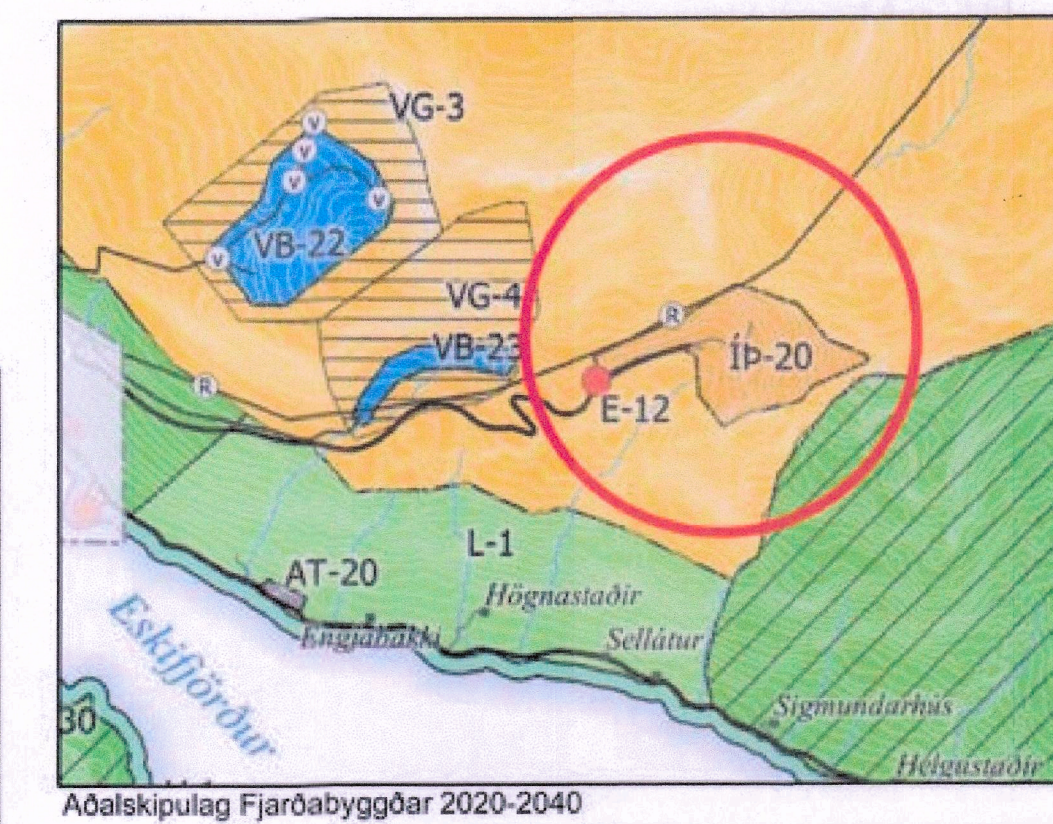 VG-3
V
V
V
V
VB-22
V
VG-4
R
VB-23
ÍÞ-20
R
E-12
L-1
AT-20
Högnastaðir
Engjabakki
Sellátur
Eskifjörður
Sigmundarhús
30
Helgustaðir
Aðalskipulag Fjarðabyggðar 2020-2040